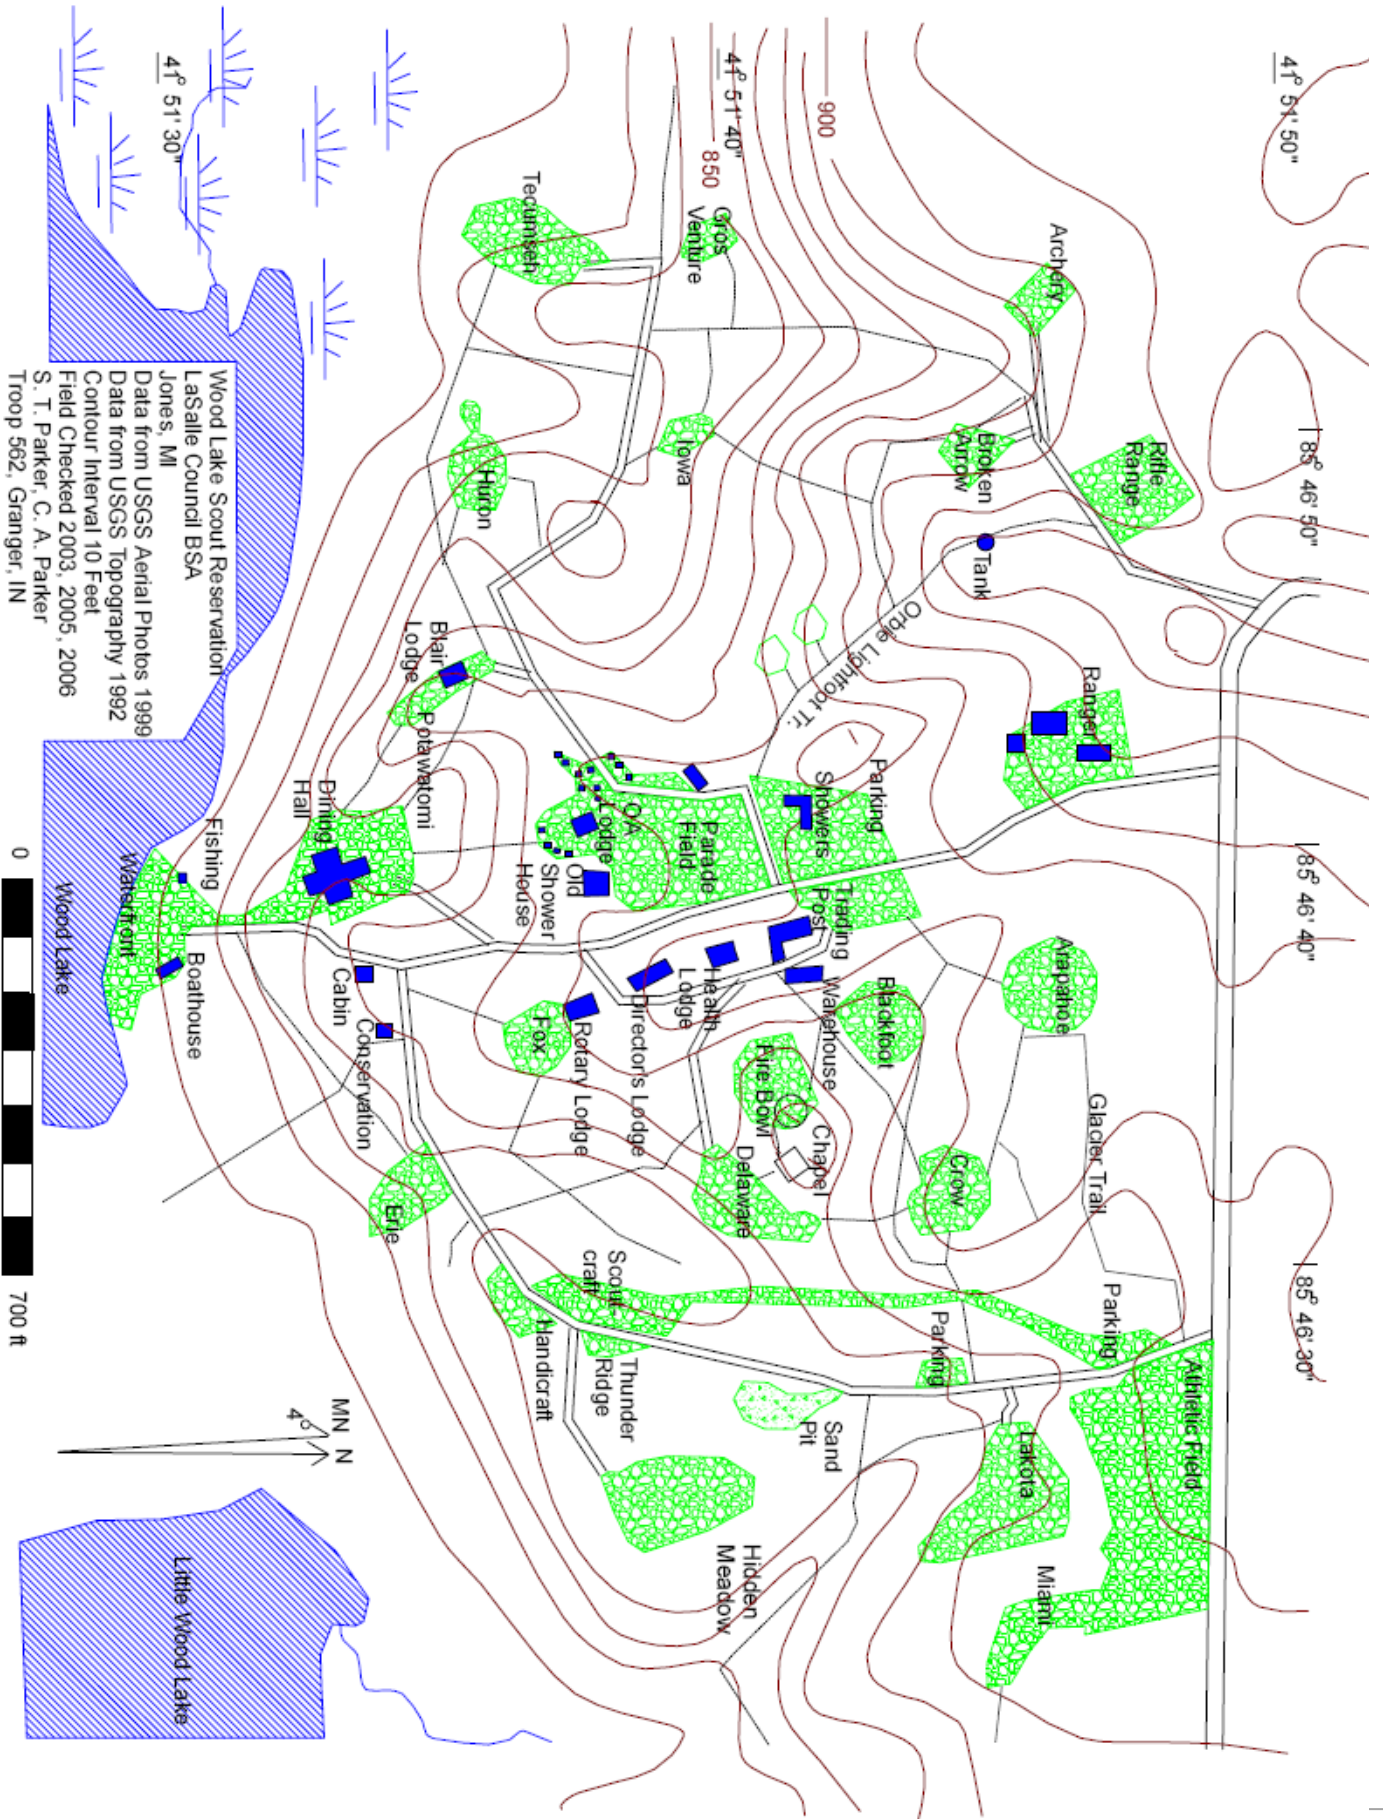 41° 51' 50"
41° 51' 40"
41° 51' 30"
85° 46' 50"
85° 46' 40"
85° 46' 30"
900
850
Archery
Rifle
Range
Broken
Arrow
Tank
Gros
Venture
Tecumseh
Iowa
Huron
Orbie Lightfoot Tr.
Ranger
Parking
Showers
Blair
Lodge
Potawatomi
Parade
Field
O/A
Lodge
Old
Shower
House
Dining
Hall
Trading
Post
Warehouse
Health
Lodge
Director's Lodge
Rotary Lodge
Fox
Cabin
Conservation
Fishing
Waterfront
Boathouse
Wood Lake
Arapahoe
Blackfoot
Fire Bowl
Chapel
Delaware
Crow
Glacier Trail
Erie
Scout-
craft
Handicraft
Thunder
Ridge
Parking
Parking
Athletic Field
Sand
Pit
Lakota
Miami
Hidden
Meadow
Little Wood Lake
Wood Lake Scout Reservation
LaSalle Council BSA
Jones, MI
Data from USGS Aerial Photos 1999
Data from USGS Topography 1992
Contour Interval 10 Feet
Field Checked 2003, 2005, 2006
S. T. Parker, C. A. Parker
Troop 562, Granger, IN
0
700 ft
MN N
4°